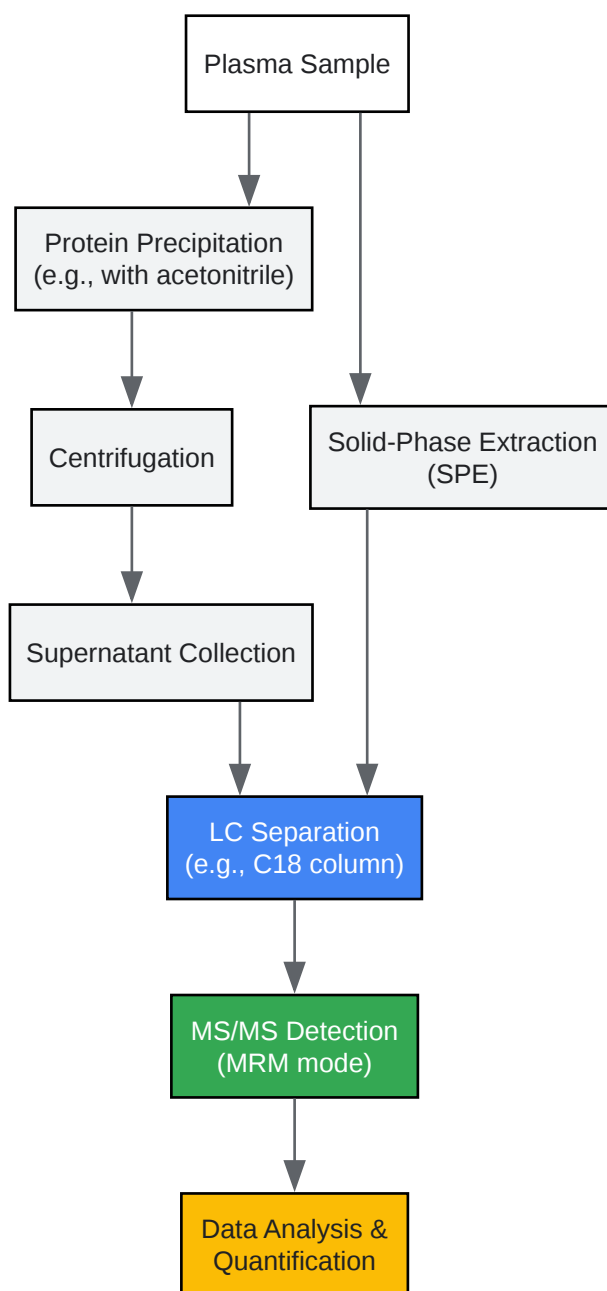 Plasma Sample
Protein Precipitation
(e.g., with acetonitrile)
Centrifugation
Solid-Phase Extraction
(SPE)
Supernatant Collection
LC Separation
(e.g., C18 column)
MS/MS Detection
(MRM mode)
Data Analysis &
Quantification